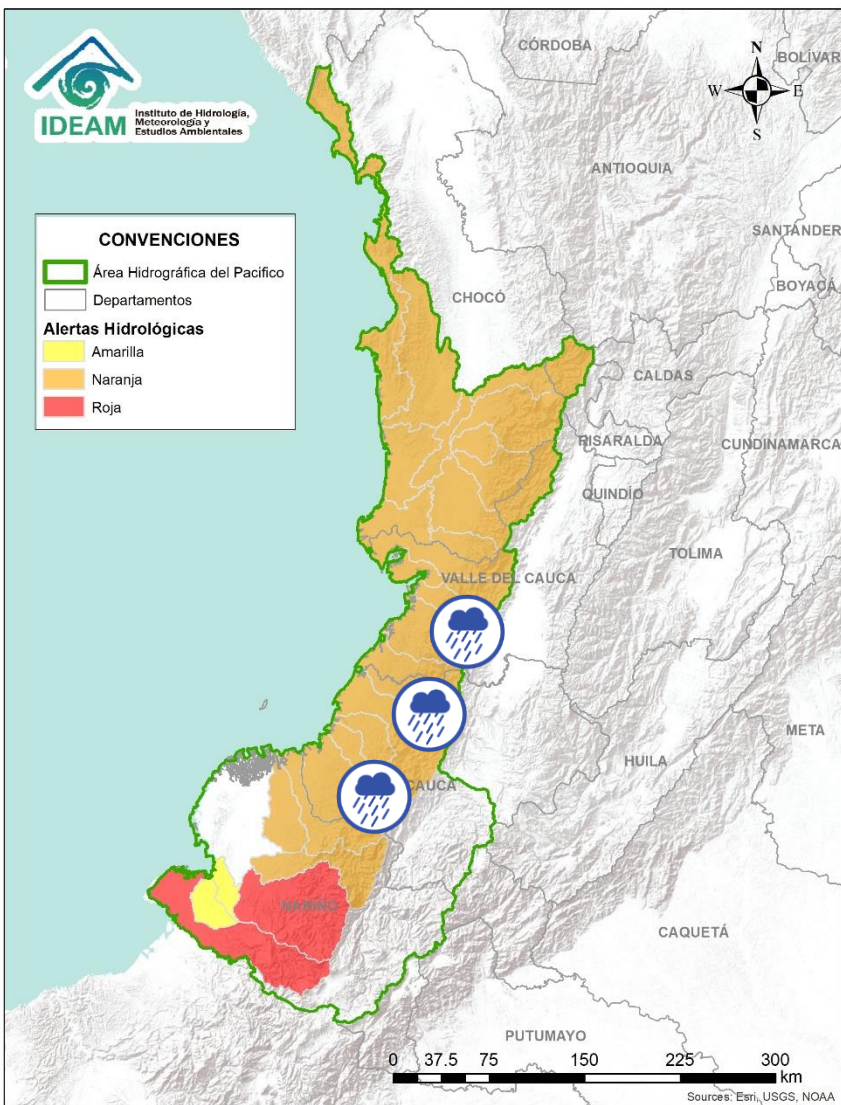 IDEAM
Instituto de Hidrología,
Meteorología y
Estudios Ambientales
CÓRDOBA
BOLÍVAR
N
W
E
S
ANTIOQUIA
SANTANDER
BOYACÁ
CONVENCIONES
Área Hidrográfica del Pacifico
Departamentos
Alertas Hidrológicas
Amarilla
Naranja
Roja
CHOCÓ
CALDAS
RISARALDA
CUNDINAMARCA
QUINDÍO
TOLIMA
VALLE DEL CAUCA
META
HUILA
CAUCA
NARIÑO
CAQUETÁ
PUTUMAYO
0 37.5 75 150 225 300
km
Sources: Esri, USGS, NOAA